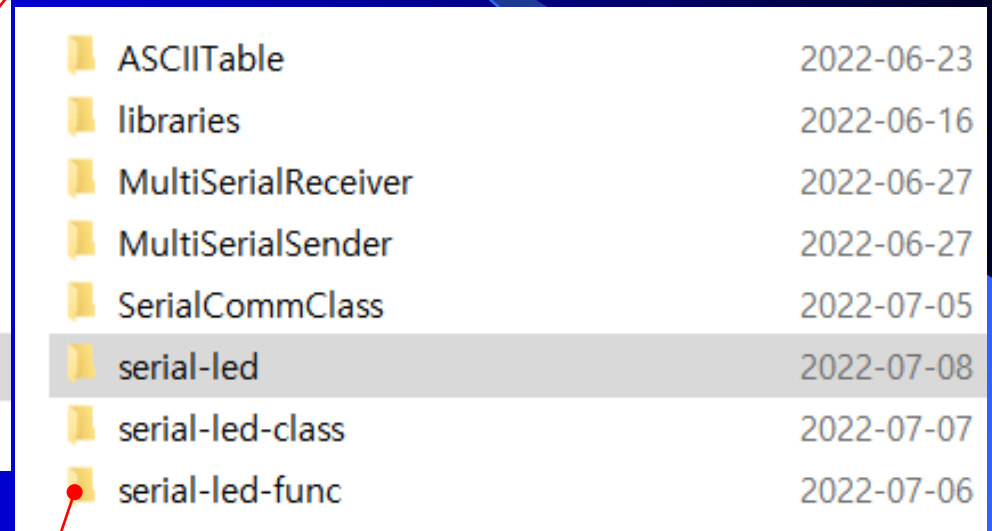 ASCIITable 2022-06-23
libraries 2022-06-16
MultiSerialReceiver 2022-06-27
MultiSerialSender 2022-06-27
SerialCommClass 2022-07-05
serial-led 2022-07-08
serial-led-class 2022-07-07
serial-led-func 2022-07-06